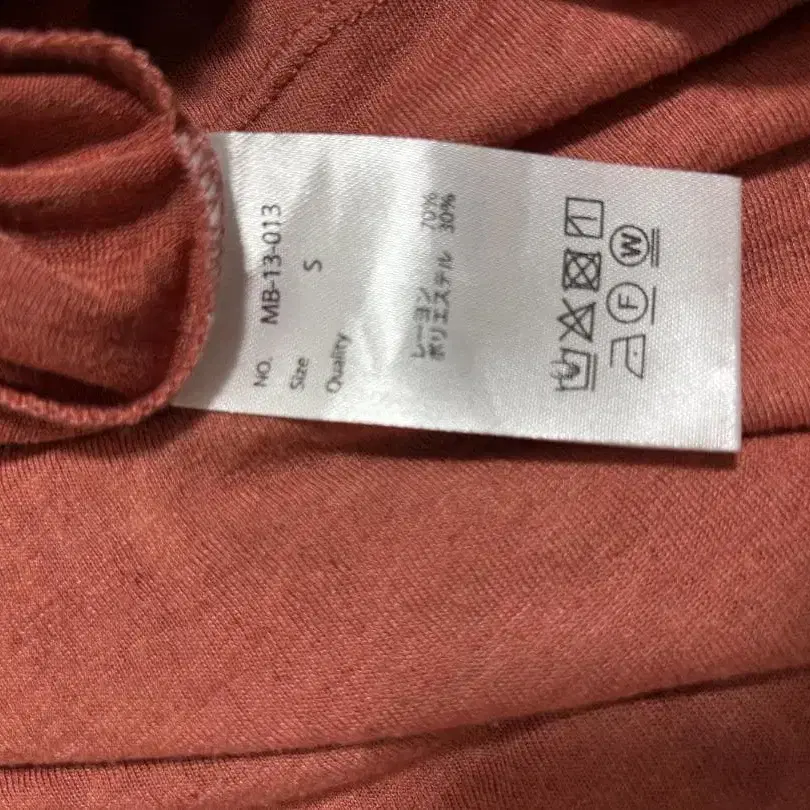 NO. MB-13-013
Size S
Quality
レーヨン 70%
ポリエステル 30%
F
W